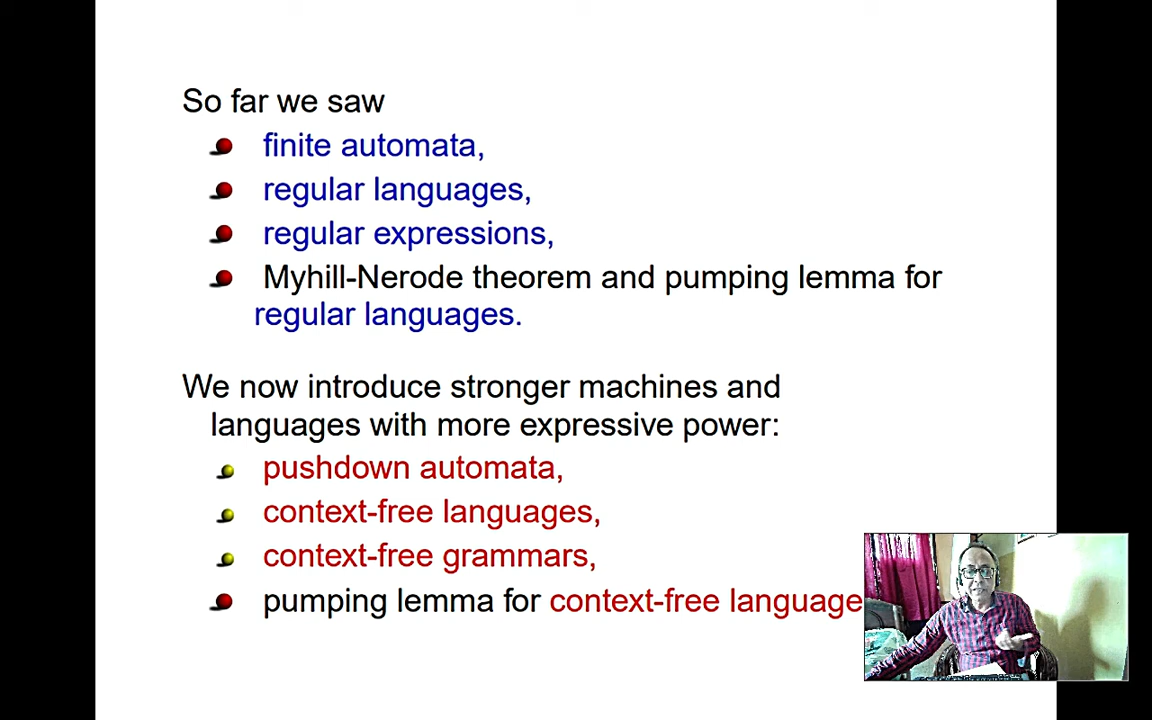 So far we saw
finite automata,
regular languages,
regular expressions,
Myhill-Nerode theorem and pumping lemma for
regular languages.
We now introduce stronger machines and
languages with more expressive power:
pushdown automata,
context-free languages,
context-free grammars,
pumping lemma for context-free language